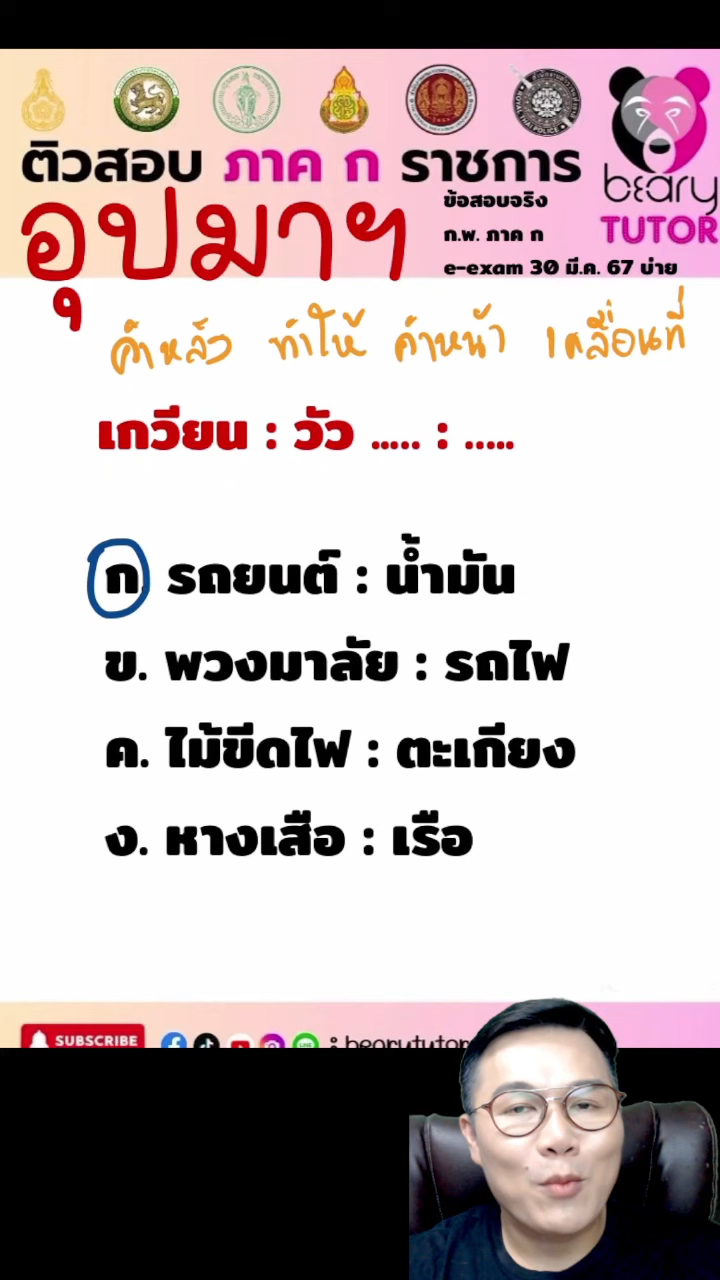 ติวสอบ ภาค ก ราชการ
bєary
TUTOR
อุปมาฯ
ข้อสอบจริง
ก.พ. ภาค ก
e-exam 30 มี.ค. 67 บ่าย
คำหลัง ทำให้ คำหน้า เคลื่อนที่
เกวียน : วัว ..... : .....
ก. รถยนต์ : น้ำมัน
ข. พวงมาลัย : รถไฟ
ค. ไม้ขีดไฟ : ตะเกียง
ง. หางเสือ : เรือ
SUBSCRIBE
: bearytutor